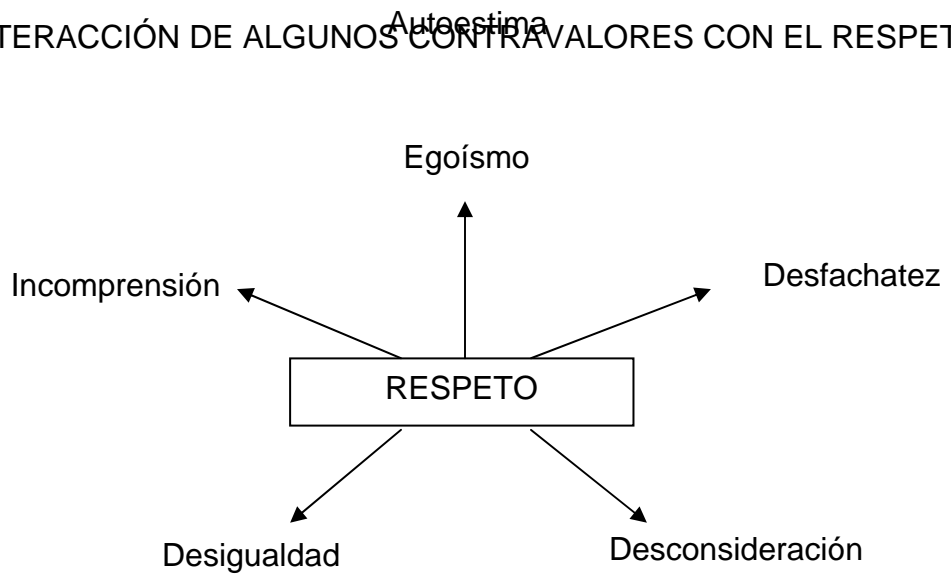 Autoestima
TERACCIÓN DE ALGUNOS CONTRAVALORES CON EL RESPET
Egoísmo
Incomprensión
Desfachatez
RESPETO
Desigualdad
Desconsideración